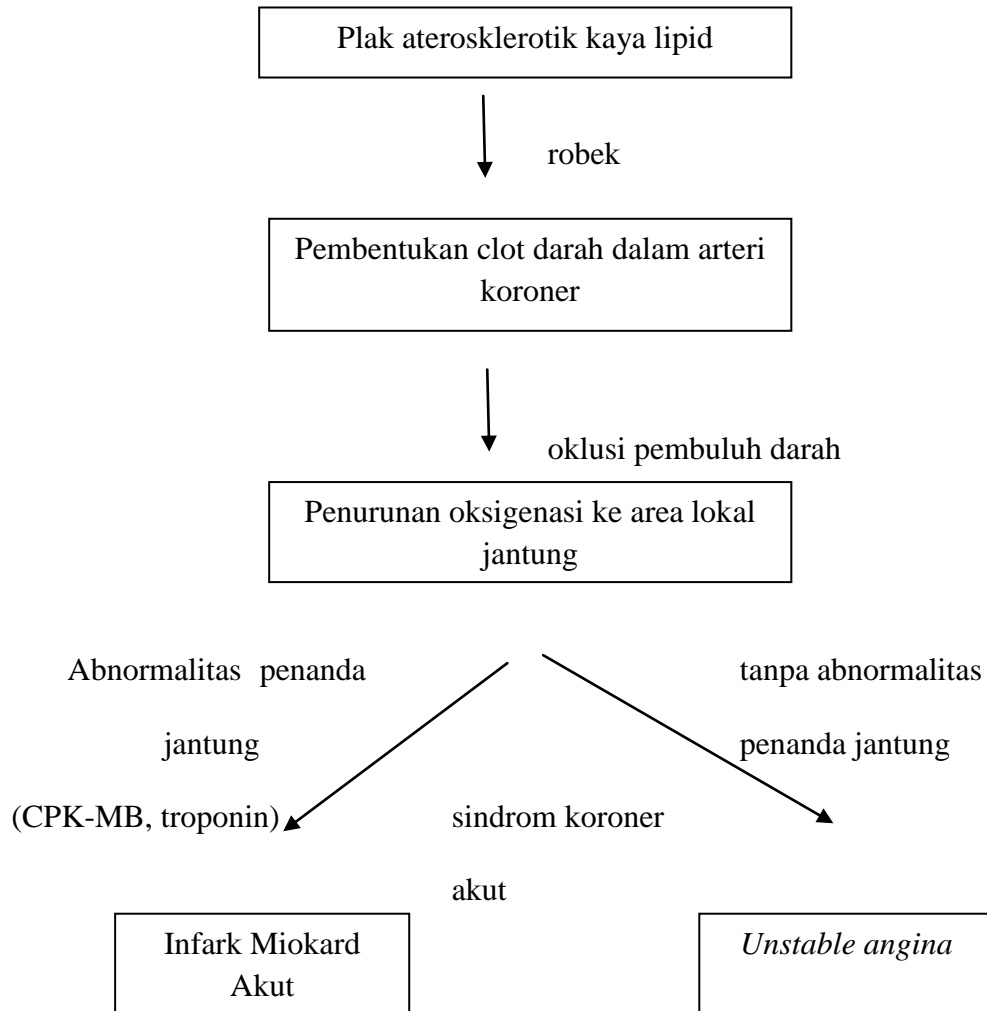 Plak aterosklerotik kaya lipid
robek
Pembentukan clot darah dalam arteri
koroner
oklusi pembuluh darah
Penurunan oksigenasi ke area lokal
jantung
Abnormalitas penanda
jantung
(CPK-MB, troponin)
tanpa abnormalitas
penanda jantung
sindrom koroner
akut
Infark Miokard
Akut
Unstable angina